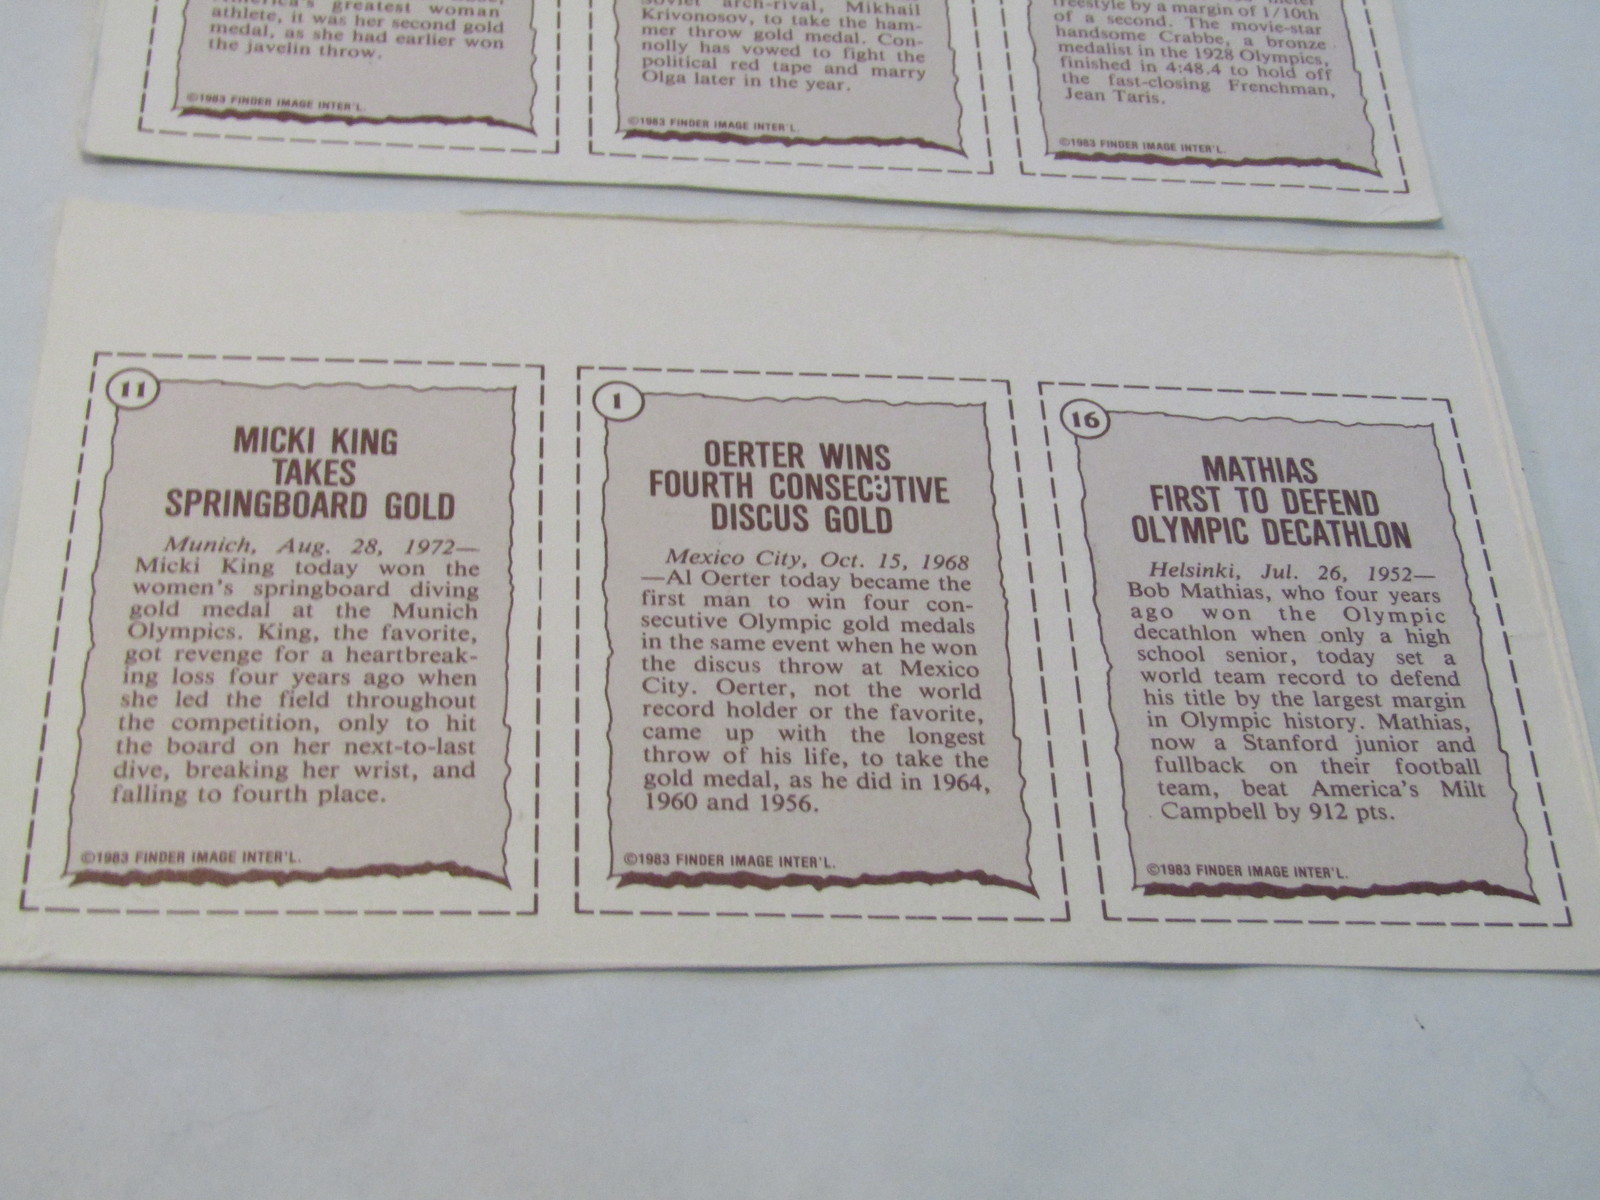 greatest woman
athlete, it was her second gold
medal, as she had earlier won
the javelin throw.
©1983 FINDER IMAGE INTER'L.
Soviet arch-rival, Mikhail
Krivonosov, to take the ham-
mer throw gold medal. Con-
nolly has vowed to fight the
political red tape and marry
Olga later in the year.
©1983 FINDER IMAGE INTER'L.
freestyle by a margin of 1/10th
of a second. The movie-star
handsome Crabbe, a bronze
medalist in the 1928 Olympics,
finished in 4:48.4 to hold off
the fast-closing Frenchman,
Jean Taris.
©1983 FINDER IMAGE INTER'L.
11
MICKI KING
TAKES
SPRINGBOARD GOLD
Munich, Aug. 28, 1972—
Micki King today won the
women's springboard diving
gold medal at the Munich
Olympics. King, the favorite,
got revenge for a heartbreak-
ing loss four years ago when
she led the field throughout
the competition, only to hit
the board on her next-to-last
dive, breaking her wrist, and
falling to fourth place.
©1983 FINDER IMAGE INTER'L.
1
OERTER WINS
FOURTH CONSECUTIVE
DISCUS GOLD
Mexico City, Oct. 15, 1968
—Al Oerter today became the
first man to win four con-
secutive Olympic gold medals
in the same event when he won
the discus throw at Mexico
City. Oerter, not the world
record holder or the favorite,
came up with the longest
throw of his life, to take the
gold medal, as he did in 1964,
1960 and 1956.
©1983 FINDER IMAGE INTER'L.
16
MATHIAS
FIRST TO DEFEND
OLYMPIC DECATHLON
Helsinki, Jul. 26, 1952—
Bob Mathias, who four years
ago won the Olympic
decathlon when only a high
school senior, today set a
world team record to defend
his title by the largest margin
in Olympic history. Mathias,
now a Stanford junior and
fullback on their football
team, beat America's Milt
Campbell by 912 pts.
©1983 FINDER IMAGE INTER'L.